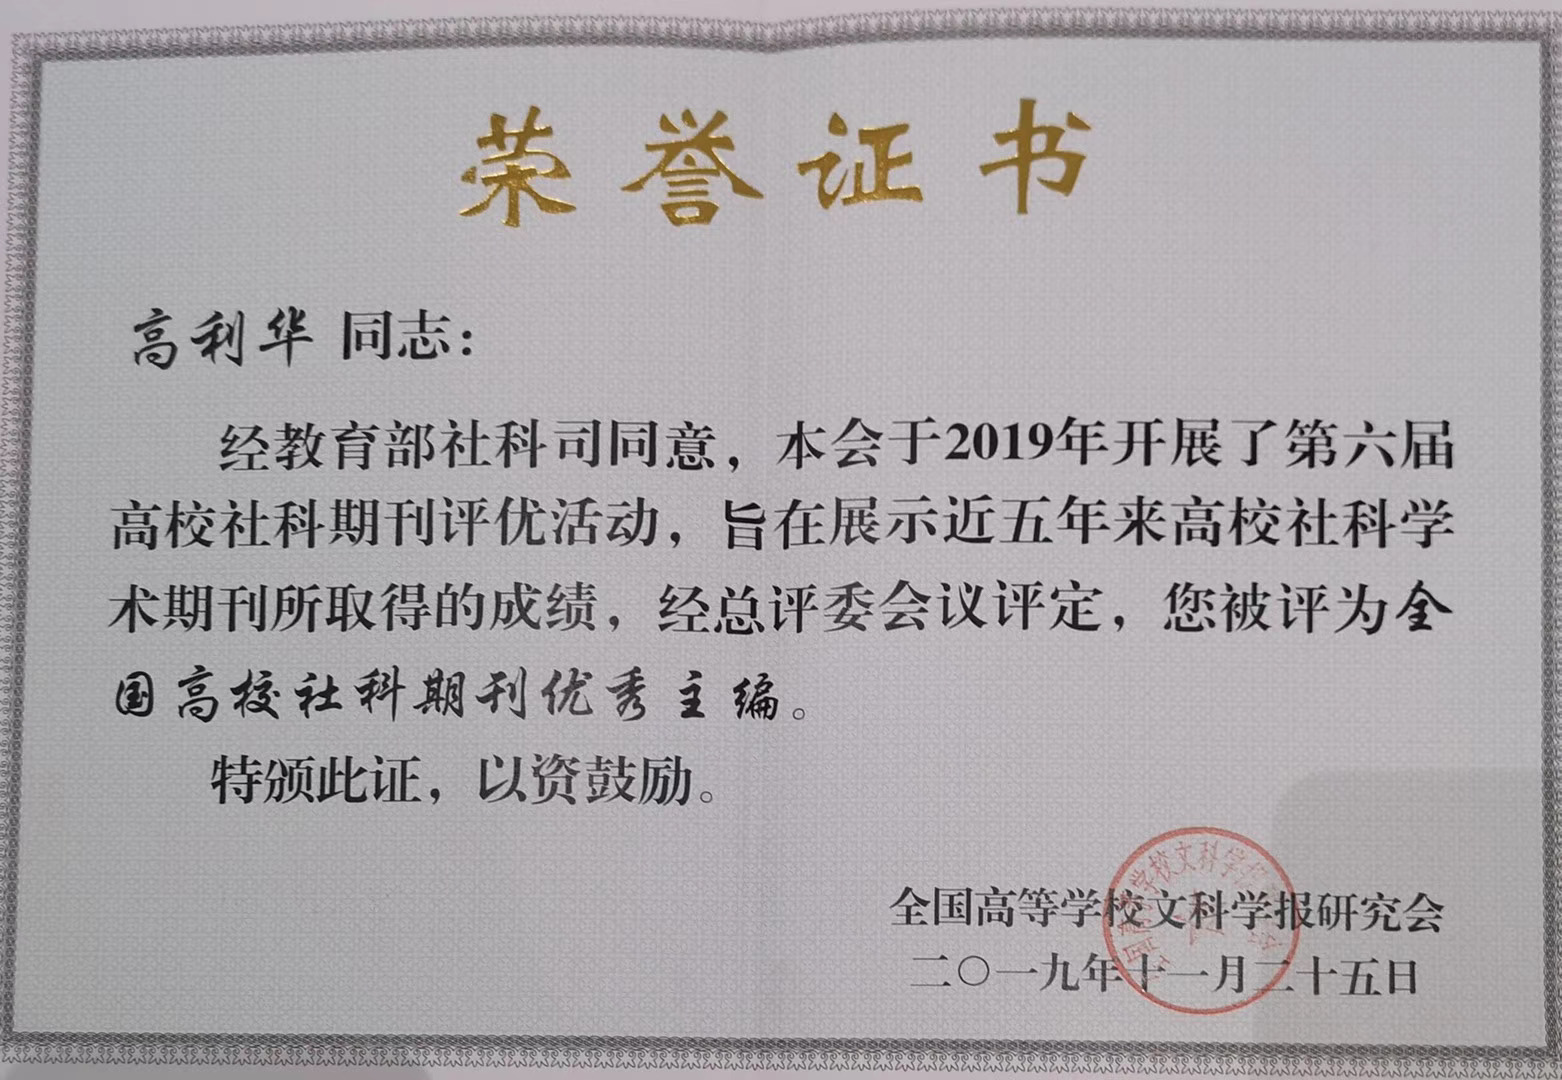 荣誉证书
高利华 同志：
经教育部社科司同意，本会于2019年开展了第六届
高校社科期刊评优活动，旨在展示近五年来高校社科学
术期刊所取得的成绩，经总评委会议评定，您被评为全
国高校社科期刊优秀主编。
特颁此证，以资鼓励。
全国高等学校文科学报研究会
二〇一九年十一月二十五日